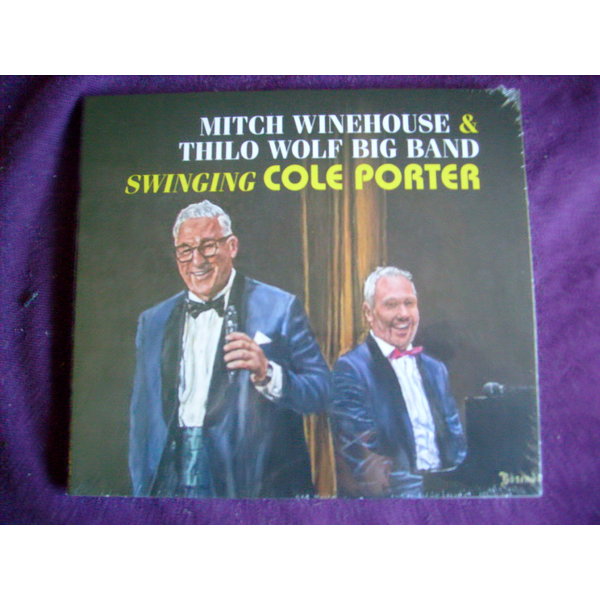 MITCH WINEHOUSE &
THILO WOLF BIG BAND
SWINGING COLE PORTER